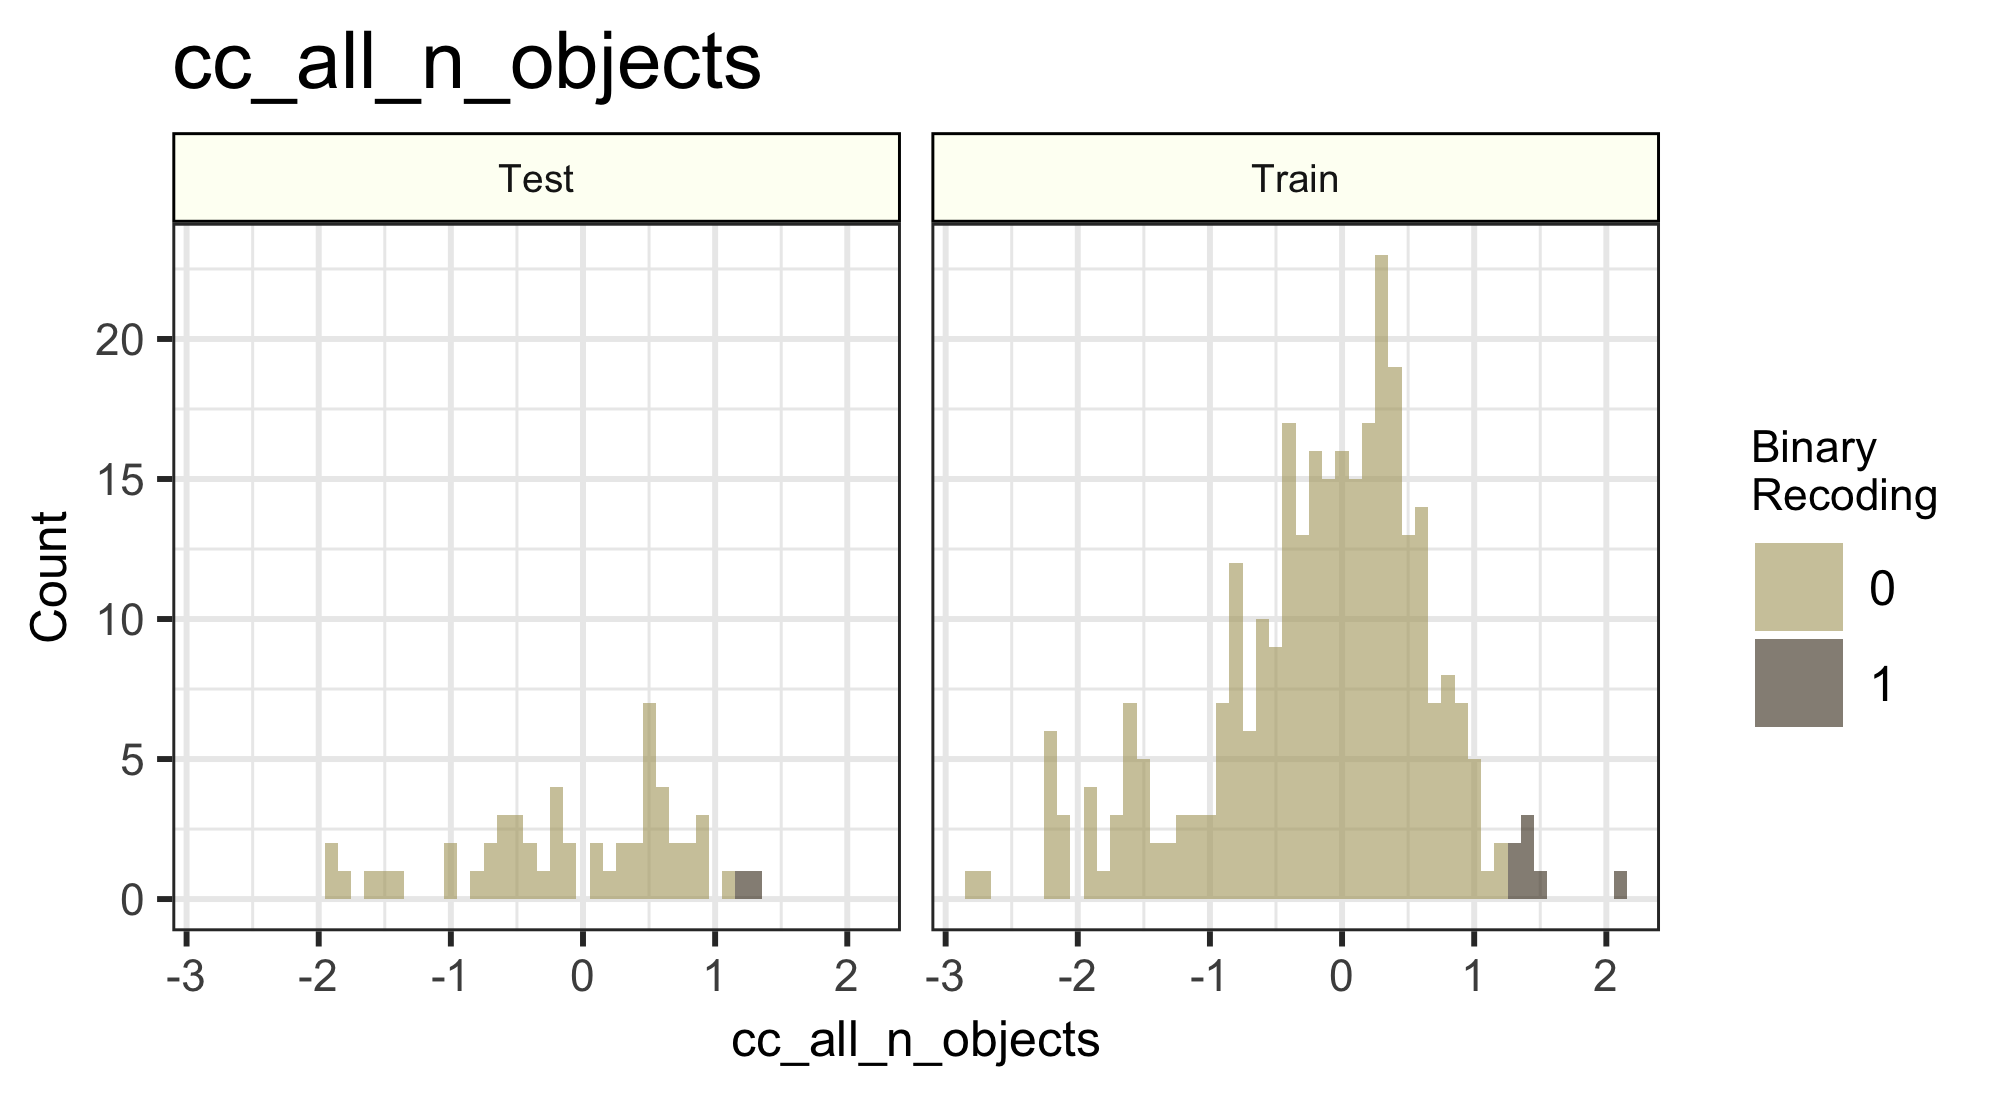 cc_all_n_objects
Test
Train
Count
20
15
10
5
0
-3 -2 -1 0 1 2
-3 -2 -1 0 1 2
cc_all_n_objects
Binary
Recoding
0
1